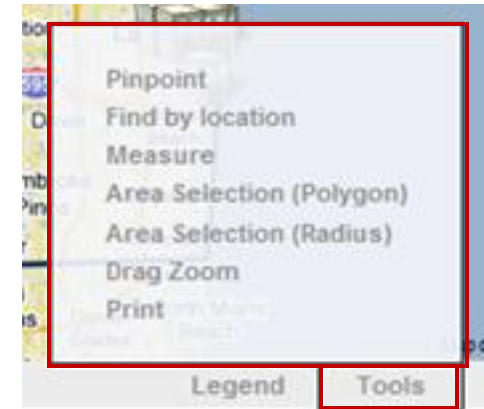 Pinpoint
Find by location
Measure
Area Selection (Polygon)
Area Selection (Radius)
Drag Zoom
Print
Legend Tools